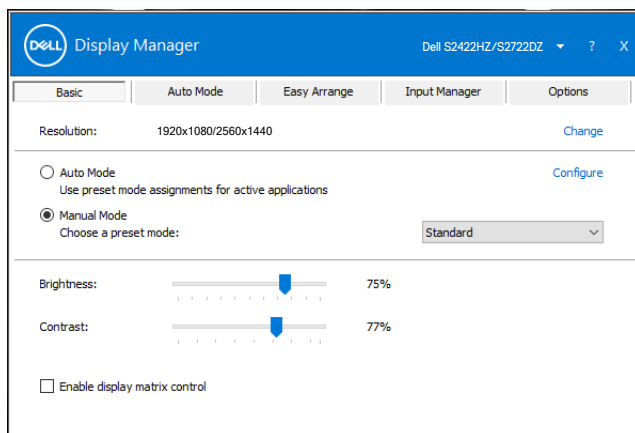 DELL Display Manager Dell S2422HZ/S2722DZ ? X
Basic Auto Mode Easy Arrange Input Manager Options
Resolution: 1920x1080/2560x1440 Change
Auto Mode Configure
Use preset mode assignments for active applications
Manual Mode
Choose a preset mode: Standard
Brightness: 75%
Contrast: 77%
Enable display matrix control